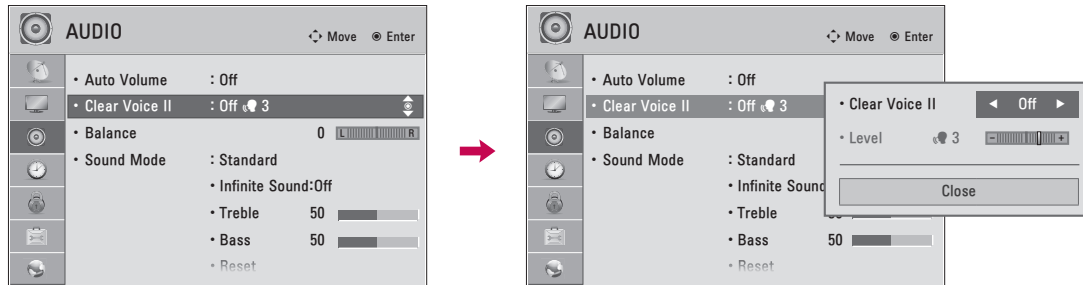 AUDIO
Move Enter
• Auto Volume : Off
• Clear Voice II : Off 3
• Balance 0 L R
• Sound Mode : Standard
• Infinite Sound:Off
• Treble 50
• Bass 50
• Reset
AUDIO
Move Enter
• Auto Volume : Off
• Clear Voice II : Off 3
• Balance
• Sound Mode : Standard
• Infinite Sound
• Treble
• Bass 50
• Reset
• Clear Voice II ◀ Off ▶
• Level 3 - +
Close